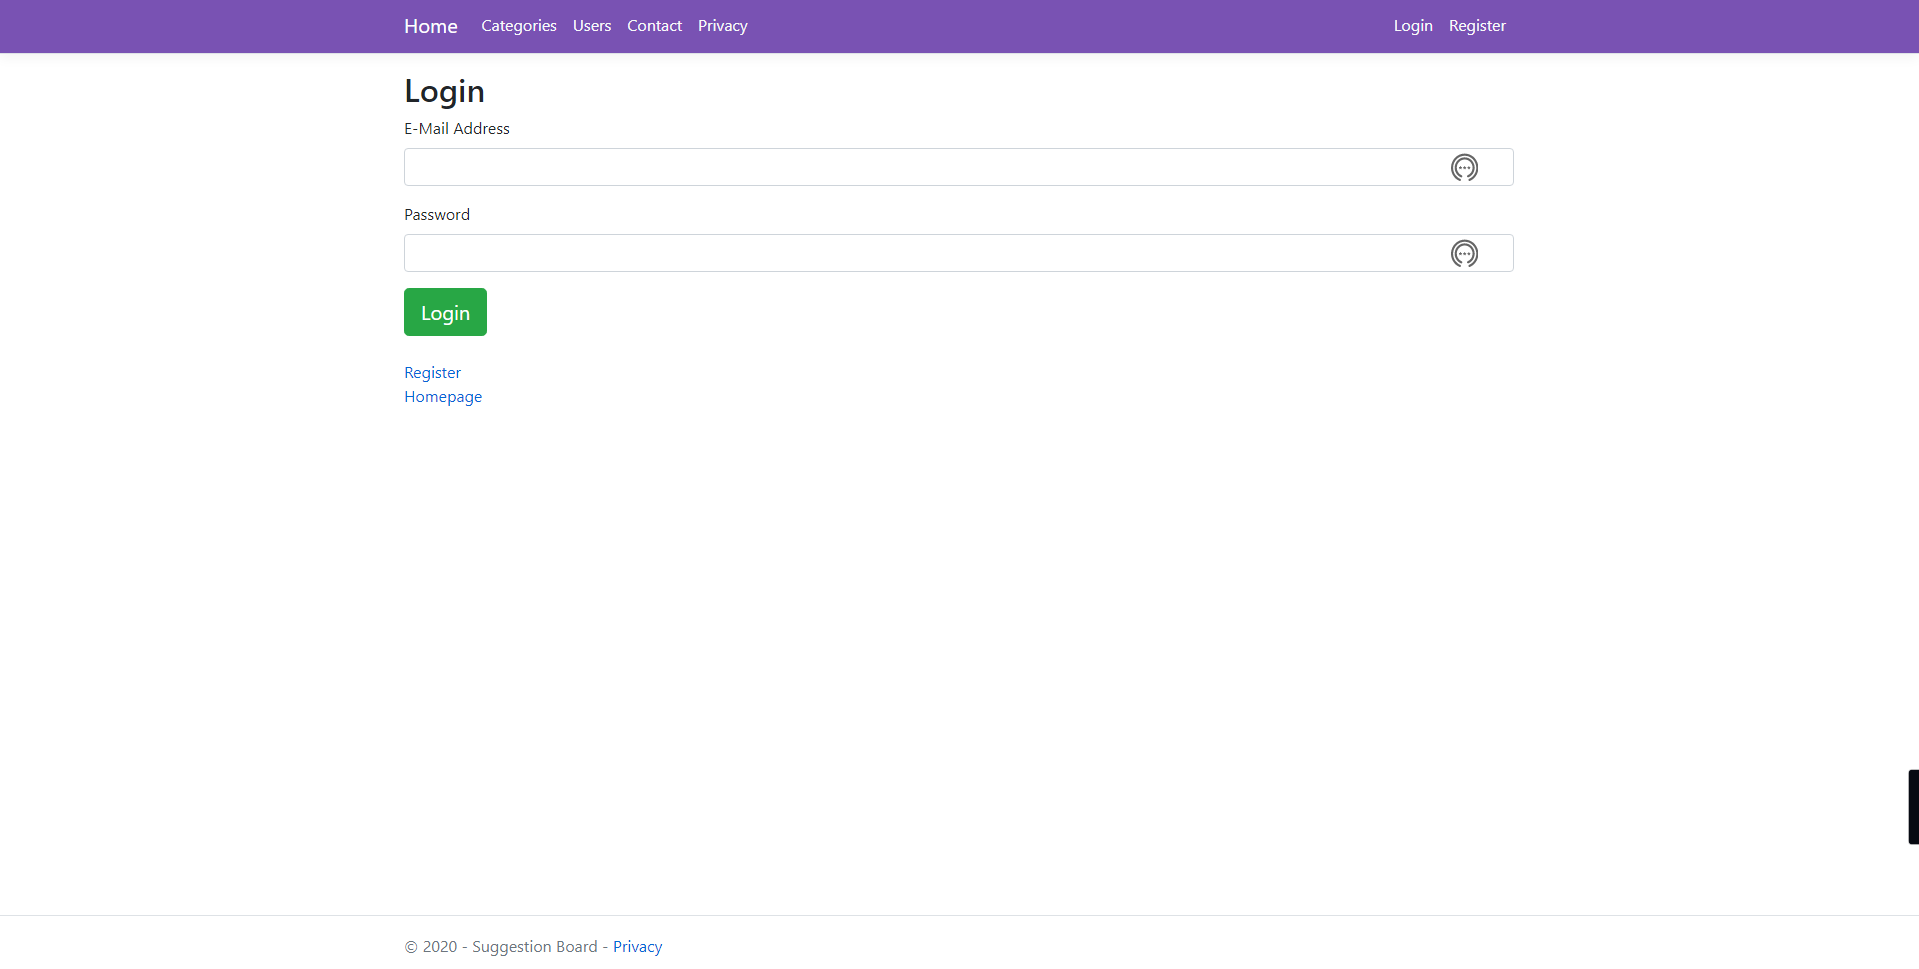 Home Categories Users Contact Privacy Login Register
Login
E-Mail Address
Password
Login
Register
Homepage
© 2020 - Suggestion Board - Privacy